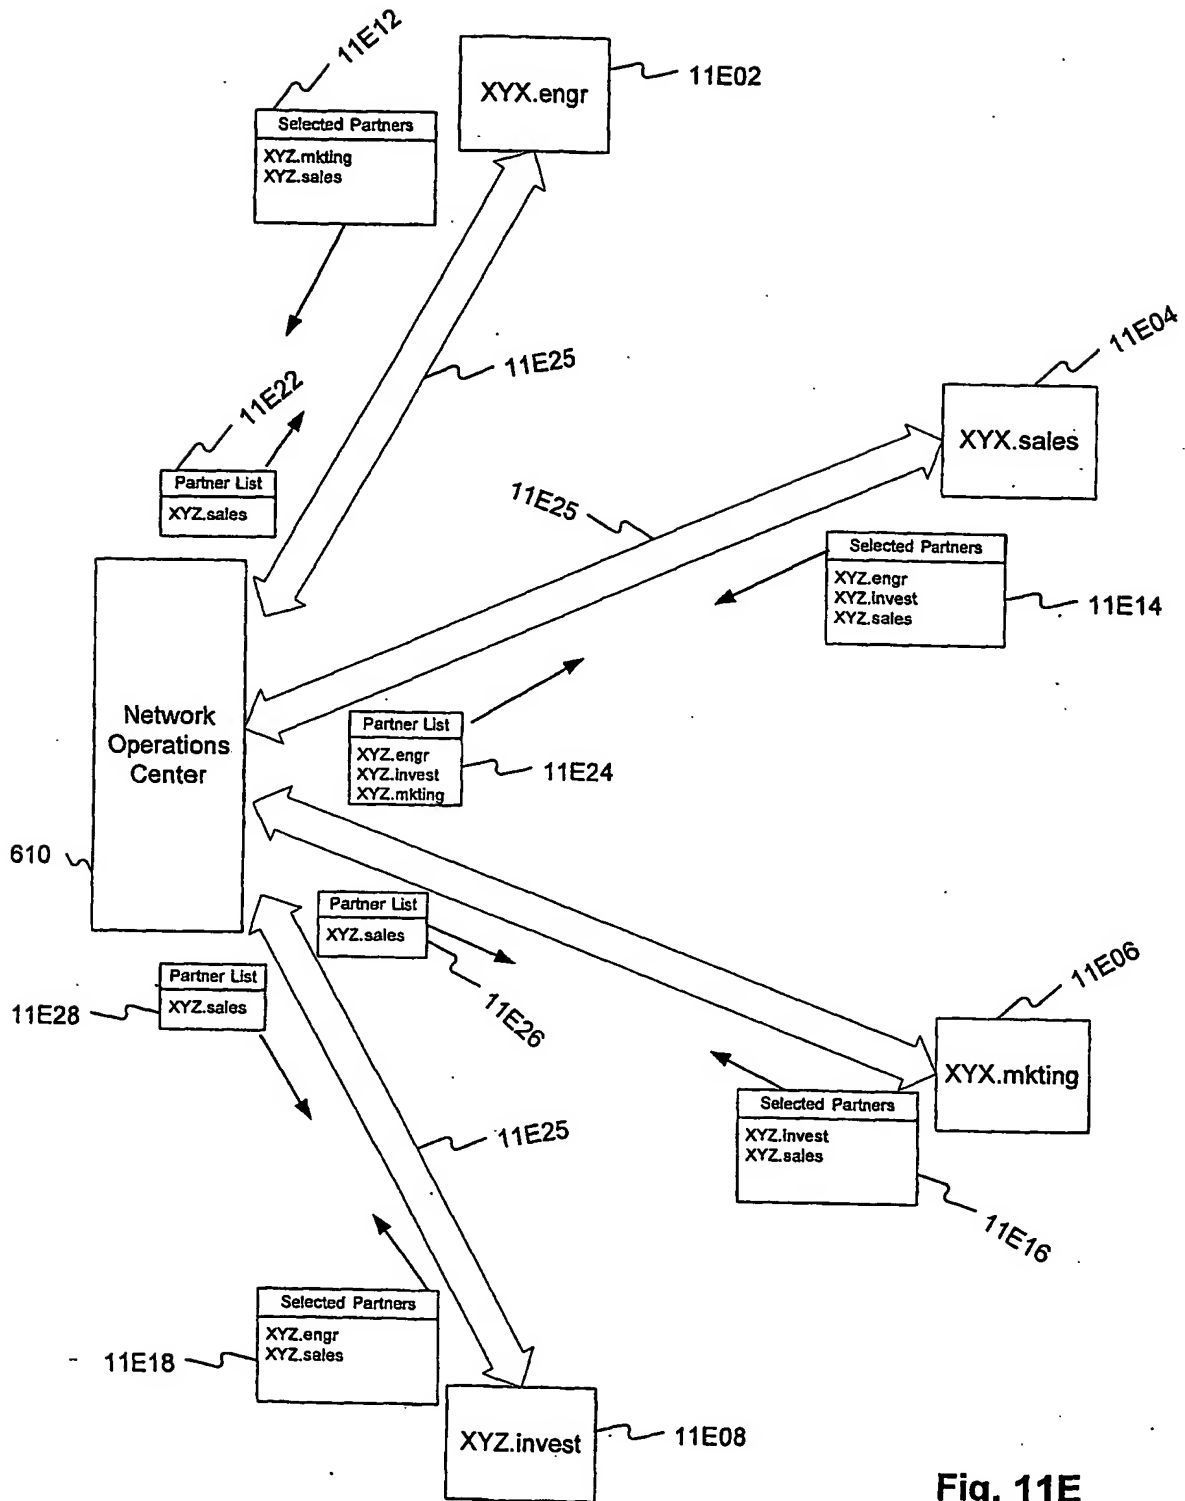 11E12
XYX.engr
11E02
Selected Partners
XYZ.mkting
XYZ.sales
11E25
11E04
11E22
XYX.sales
Partner List
XYZ.sales
11E25
Selected Partners
XYZ.engr
XYZ.invest
XYZ.sales
11E14
Network
Operations
Center
Partner List
XYZ.engr
XYZ.invest
XYZ.mkting
11E24
610
Partner List
XYZ.sales
11E26
Partner List
XYZ.sales
11E28
11E06
XYX.mkting
Selected Partners
XYZ.invest
XYZ.sales
11E16
11E25
Selected Partners
XYZ.engr
XYZ.sales
11E18
XYZ.invest
11E08
Fig. 11E